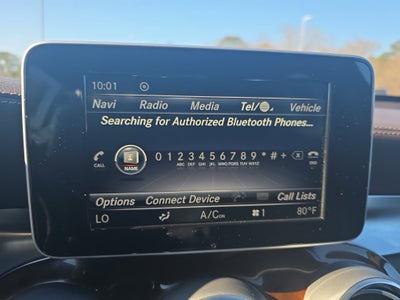 10:01
Navi Radio Media Tel/ Vehicle
Searching for Authorized Bluetooth Phones...
CALL NAME 0 1 2 3 4 5 6 7 8 9 * # + END
ABC DEF GHI JKL MNO PQRS TUV WXYZ
Options Connect Device Call Lists
LO A/C ON 1 80°F